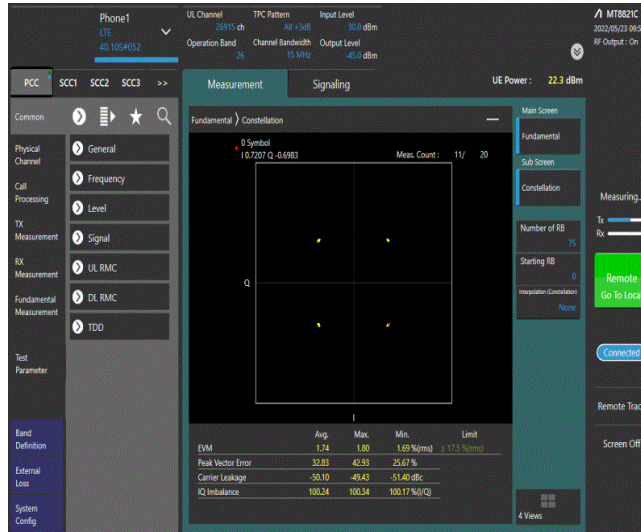 Phone1
LTE
40.10S#052
UL Channel
26915 ch
TPC Pattern
All +3dB
Input Level
30.0 dBm
Operation Band
26
Channel Bandwidth
15 MHz
Output Level
-45.0 dBm
MT8821C
2022/05/23 09:5
RF Output : On
PCC SCC1 SCC2 SCC3 >>
Measurement
Signaling
UE Power : 22.3 dBm
Common
Physical
Channel
Call
Processing
TX
Measurement
RX
Measurement
Fundamental
Measurement
Test
Parameter
Band
Definition
External
Loss
System
Config
General
Frequency
Level
Signal
UL RMC
DL RMC
TDD
Fundamental 〉 Constellation
0 Symbol
I 0.7207 Q -0.6983
Meas. Count : 11/ 20
Q
I
Avg. Max. Min. Limit
EVM 1.74 1.80 1.69 %(rms) ≤ 17.5 %(rms)
Peak Vector Error 32.83 42.93 25.67 %
Carrier Leakage -50.10 -49.43 -51.40 dBc
IQ Imbalance 100.24 100.34 100.17 %(I/Q)
Main Screen
Fundamental
Sub Screen
Constellation
Number of RB
75
Starting RB
0
Interpolation (Constellation)
None
4 Views
Measuring..
Tx
Rx
Remote
Go To Loca
Connected
Remote Trac
Screen Off